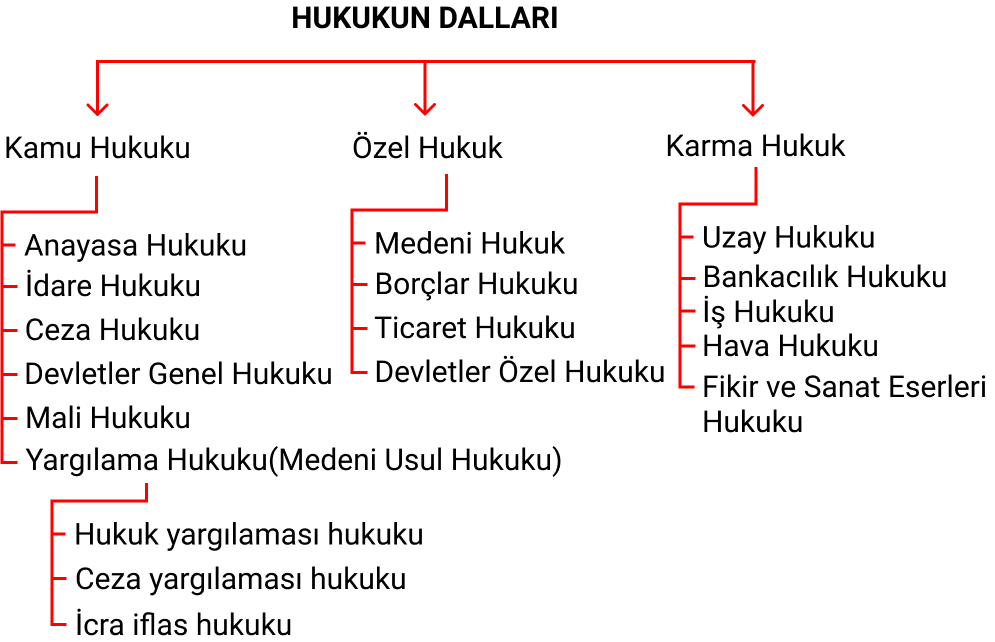 HUKUKUN DALLARI
Kamu Hukuku
Anayasa Hukuku
İdare Hukuku
Ceza Hukuku
Devletler Genel Hukuku
Mali Hukuku
Yargılama Hukuku(Medeni Usul Hukuku)
Hukuk yargılaması hukuku
Ceza yargılaması hukuku
İcra iflas hukuku
Özel Hukuk
Medeni Hukuk
Borçlar Hukuku
Ticaret Hukuku
Devletler Özel Hukuku
Karma Hukuk
Uzay Hukuku
Bankacılık Hukuku
İş Hukuku
Hava Hukuku
Fikir ve Sanat Eserleri
Hukuku